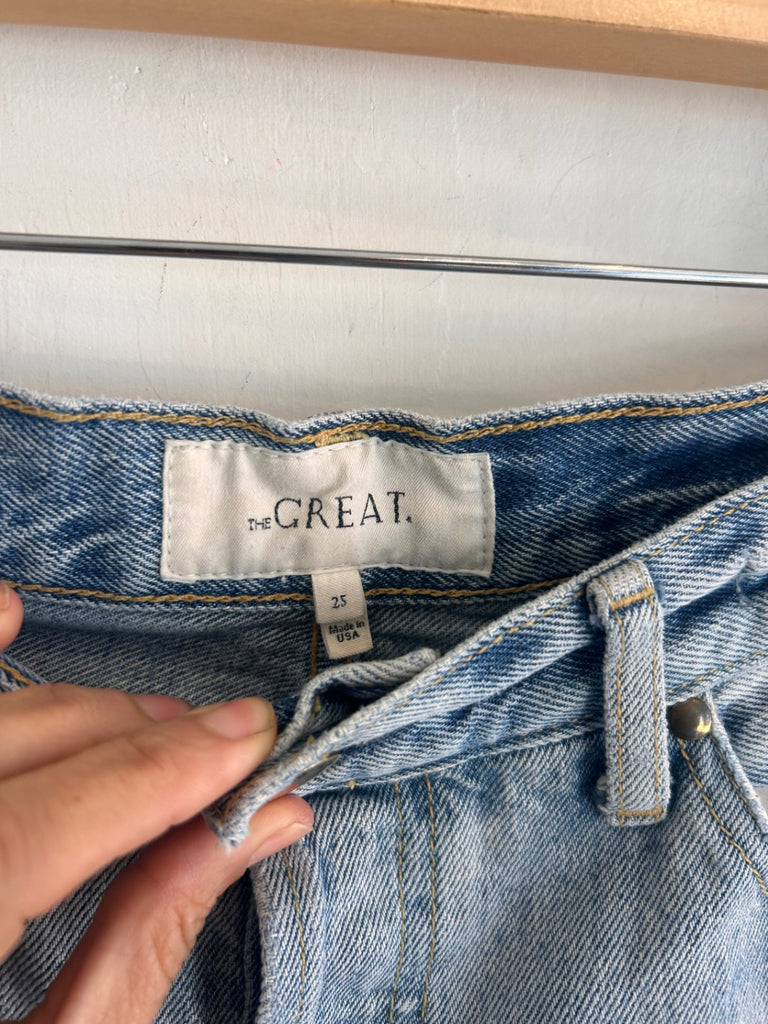 THE GREAT.
25
Made in
USA